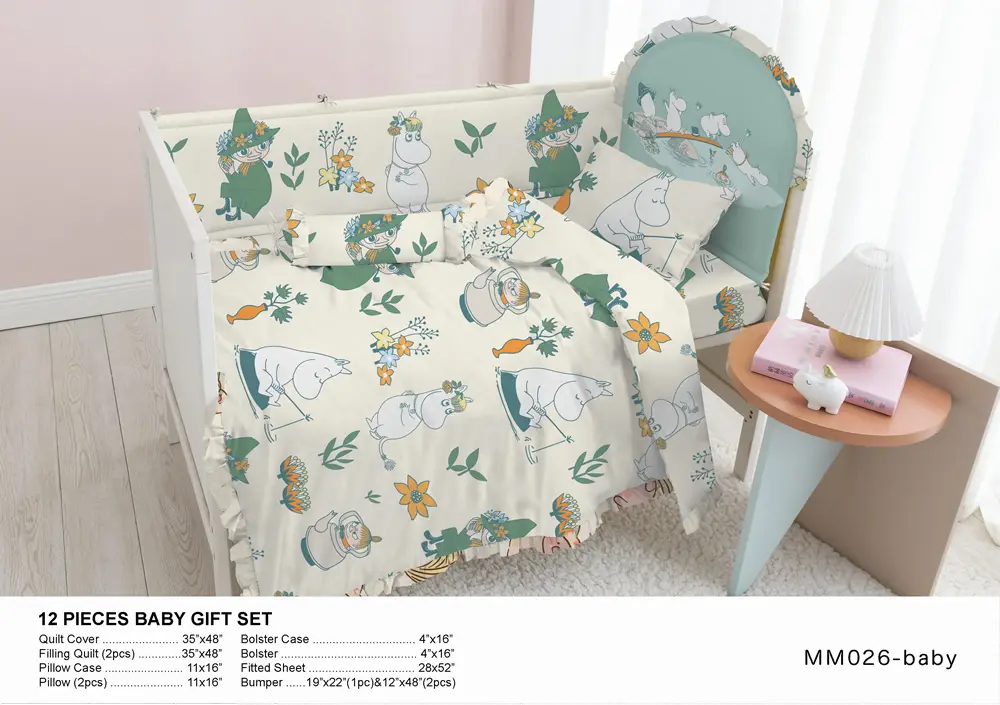 12 PIECES BABY GIFT SET
Quilt Cover ....................... 35"x48"
Filling Quilt (2pcs) .............35"x48"
Pillow Case ........................ 11x16"
Pillow (2pcs) ...................... 11x16"
Bolster Case ............................... 4"x16"
Bolster ......................................... 4"x16"
Fitted Sheet ................................ 28x52"
Bumper ......19"x22"(1pc)&12"x48"(2pcs)
MM026-baby